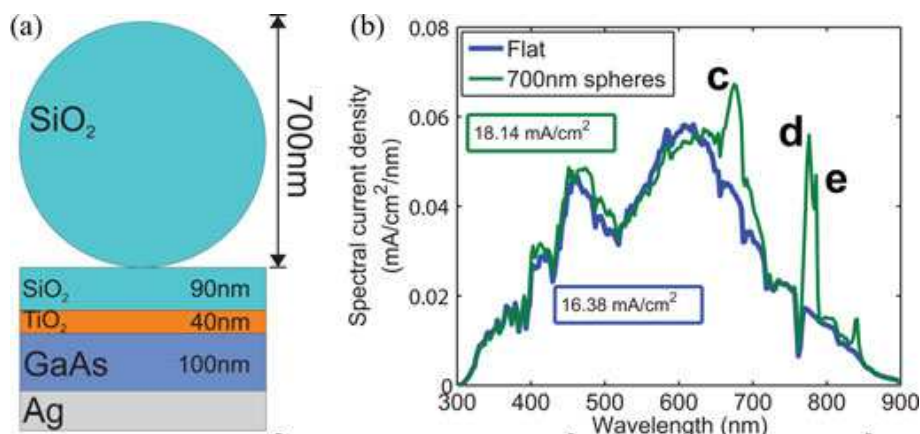 (a)
SiO₂
700nm
SiO₂ 90nm
TiO₂ 40nm
GaAs 100nm
Ag
(b)
Flat
700nm spheres
18.14 mA/cm²
16.38 mA/cm²
c
d
e
Spectral current density
(mA/cm²/nm)
0.08
0.06
0.04
0.02
0
300 400 500 600 700 800 900
Wavelength (nm)